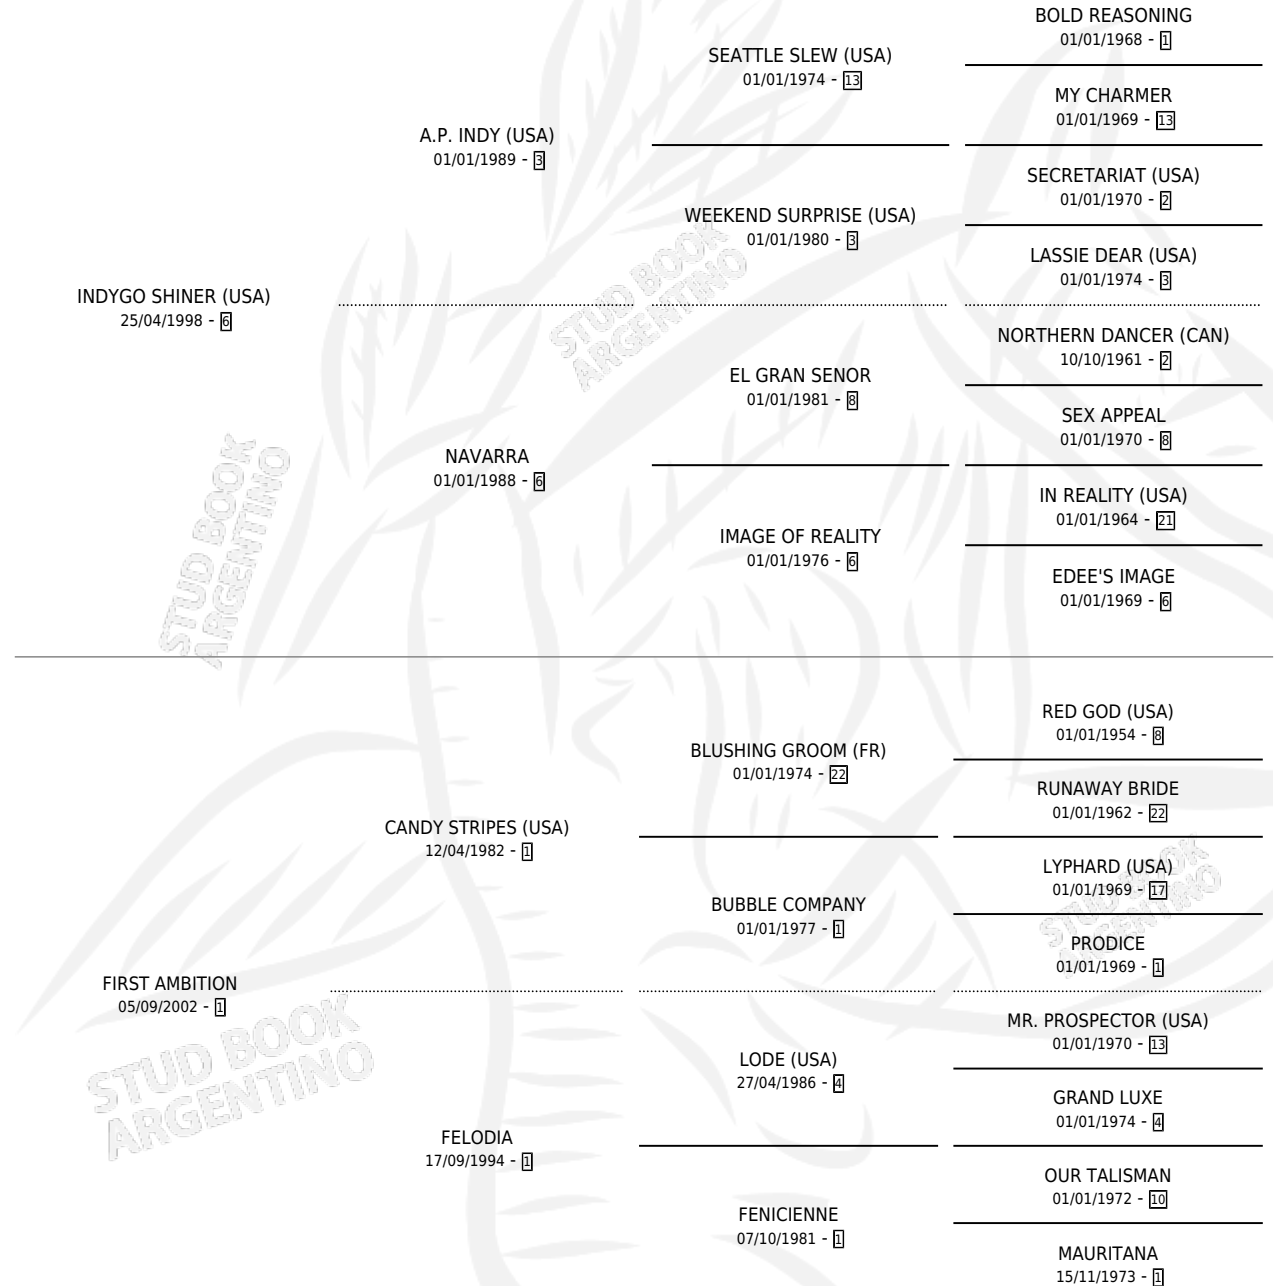 BOLD REASONING
01/01/1968 - 1
SEATTLE SLEW (USA)
01/01/1974 - 13
MY CHARMER
01/01/1969 - 13
A.P. INDY (USA)
01/01/1989 - 3
SECRETARIAT (USA)
01/01/1970 - 2
WEEKEND SURPRISE (USA)
01/01/1980 - 3
LASSIE DEAR (USA)
01/01/1974 - 3
INDYGO SHINER (USA)
25/04/1998 - 6
NORTHERN DANCER (CAN)
10/10/1961 - 2
EL GRAN SENOR
01/01/1981 - 8
SEX APPEAL
01/01/1970 - 8
NAVARRA
01/01/1988 - 6
IN REALITY (USA)
01/01/1964 - 21
IMAGE OF REALITY
01/01/1976 - 6
EDEE'S IMAGE
01/01/1969 - 6
RED GOD (USA)
01/01/1954 - 8
BLUSHING GROOM (FR)
01/01/1974 - 22
RUNAWAY BRIDE
01/01/1962 - 22
CANDY STRIPES (USA)
12/04/1982 - 1
LYPHARD (USA)
01/01/1969 - 17
BUBBLE COMPANY
01/01/1977 - 1
PRODICE
01/01/1969 - 1
FIRST AMBITION
05/09/2002 - 1
MR. PROSPECTOR (USA)
01/01/1970 - 13
LODE (USA)
27/04/1986 - 4
GRAND LUXE
01/01/1974 - 4
FELODIA
17/09/1994 - 1
OUR TALISMAN
01/01/1972 - 10
FENICIENNE
07/10/1981 - 1
MAURITANA
15/11/1973 - 1
STUD BOOK
ARGENTINO
STUD BOOK
ARGENTINO
STUD BOOK
ARGENTINO
STUD BOOK
ARGENTINO